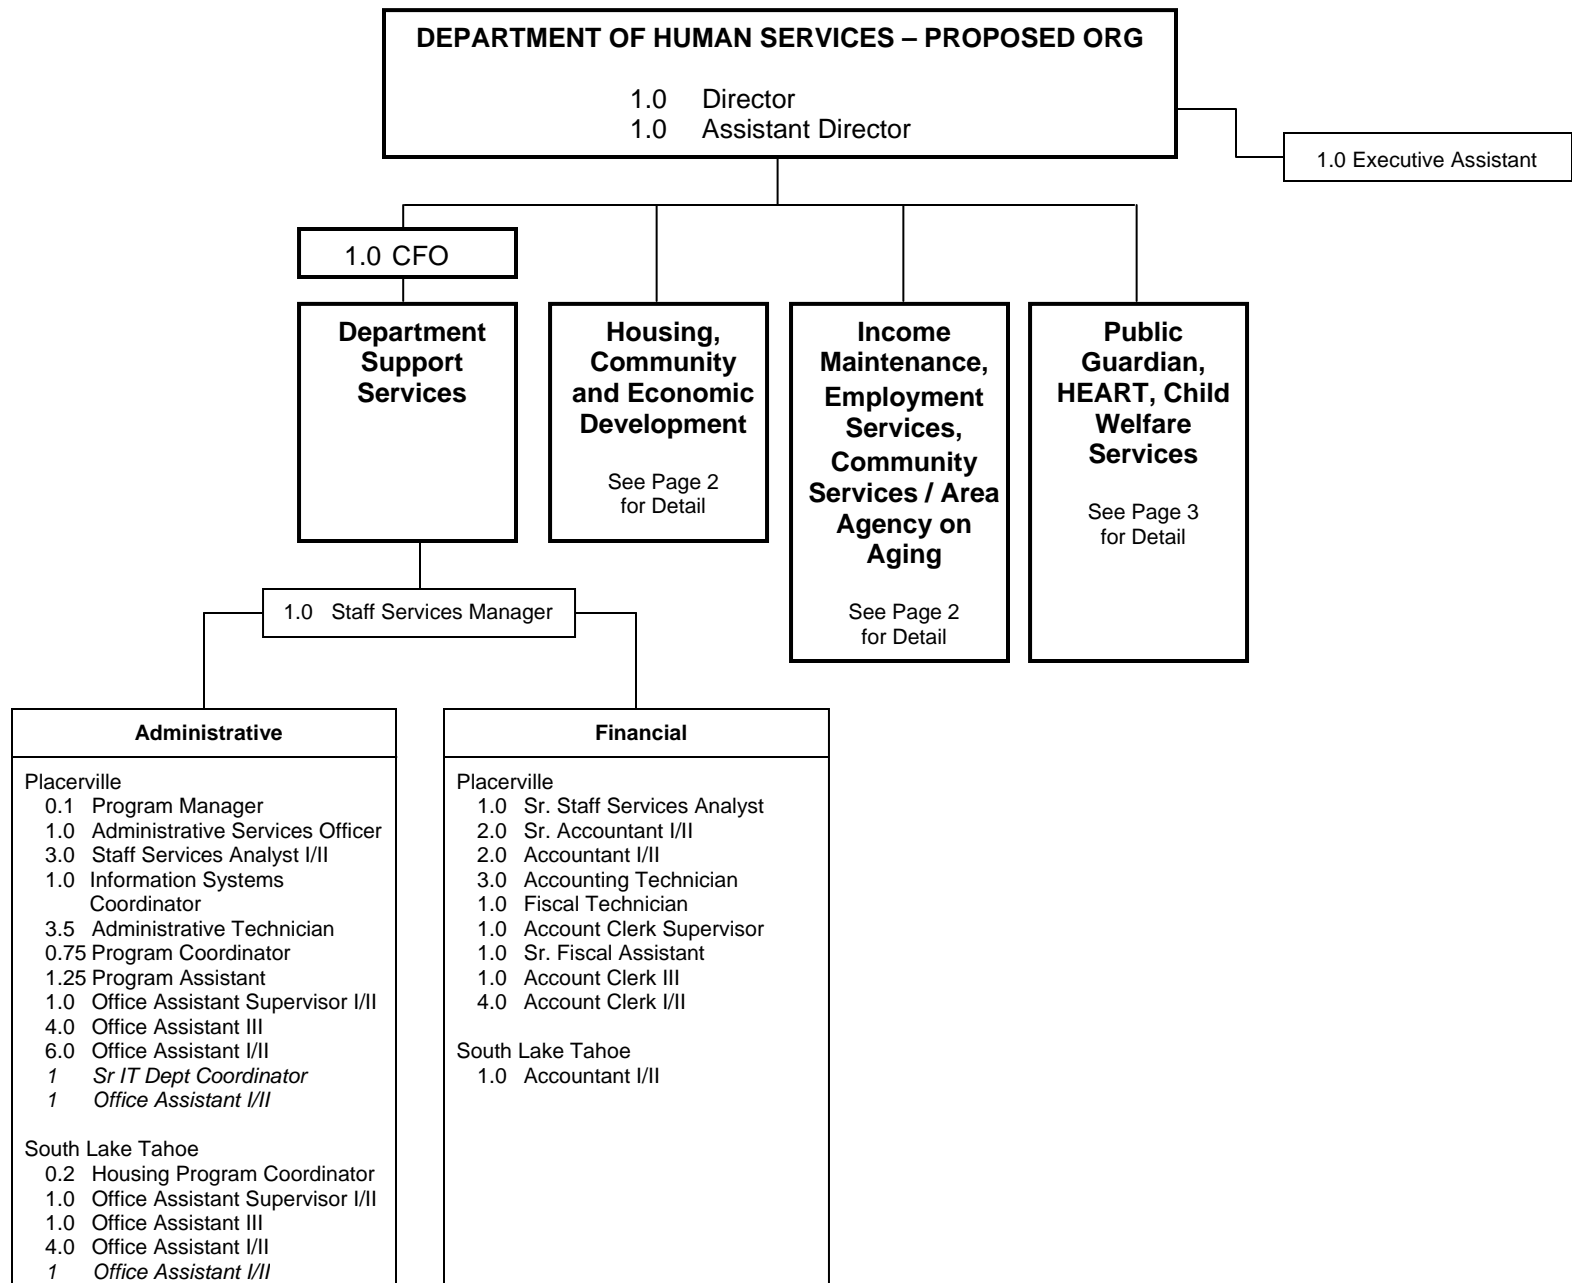 DEPARTMENT OF HUMAN SERVICES – PROPOSED ORG
1.0 Director
1.0 Assistant Director
1.0 Executive Assistant
1.0 CFO
Department
Support
Services
Housing,
Community
and Economic
Development
See Page 2
for Detail
Income
Maintenance,
Employment
Services,
Community
Services / Area
Agency on
Aging
See Page 2
for Detail
Public
Guardian,
HEART, Child
Welfare
Services
See Page 3
for Detail
1.0 Staff Services Manager
Administrative
Placerville
0.1 Program Manager
1.0 Administrative Services Officer
3.0 Staff Services Analyst I/II
1.0 Information Systems
Coordinator
3.5 Administrative Technician
0.75 Program Coordinator
1.25 Program Assistant
1.0 Office Assistant Supervisor I/II
4.0 Office Assistant III
6.0 Office Assistant I/II
1 Sr IT Dept Coordinator
1 Office Assistant I/II
South Lake Tahoe
0.2 Housing Program Coordinator
1.0 Office Assistant Supervisor I/II
1.0 Office Assistant III
4.0 Office Assistant I/II
1 Office Assistant I/II
Financial
Placerville
1.0 Sr. Staff Services Analyst
2.0 Sr. Accountant I/II
2.0 Accountant I/II
3.0 Accounting Technician
1.0 Fiscal Technician
1.0 Account Clerk Supervisor
1.0 Sr. Fiscal Assistant
1.0 Account Clerk III
4.0 Account Clerk I/II
South Lake Tahoe
1.0 Accountant I/II